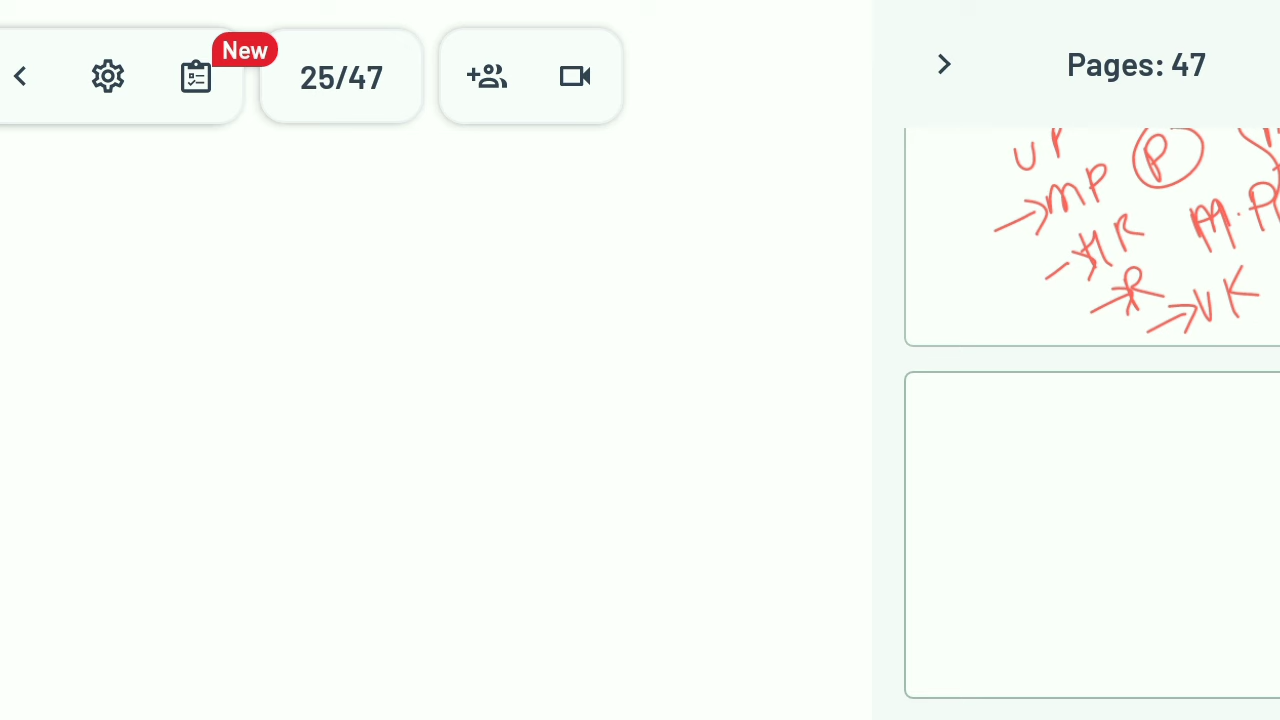 New
25/47
Pages: 47
UP P
→ MP M.P
→ HR
→ R → VK